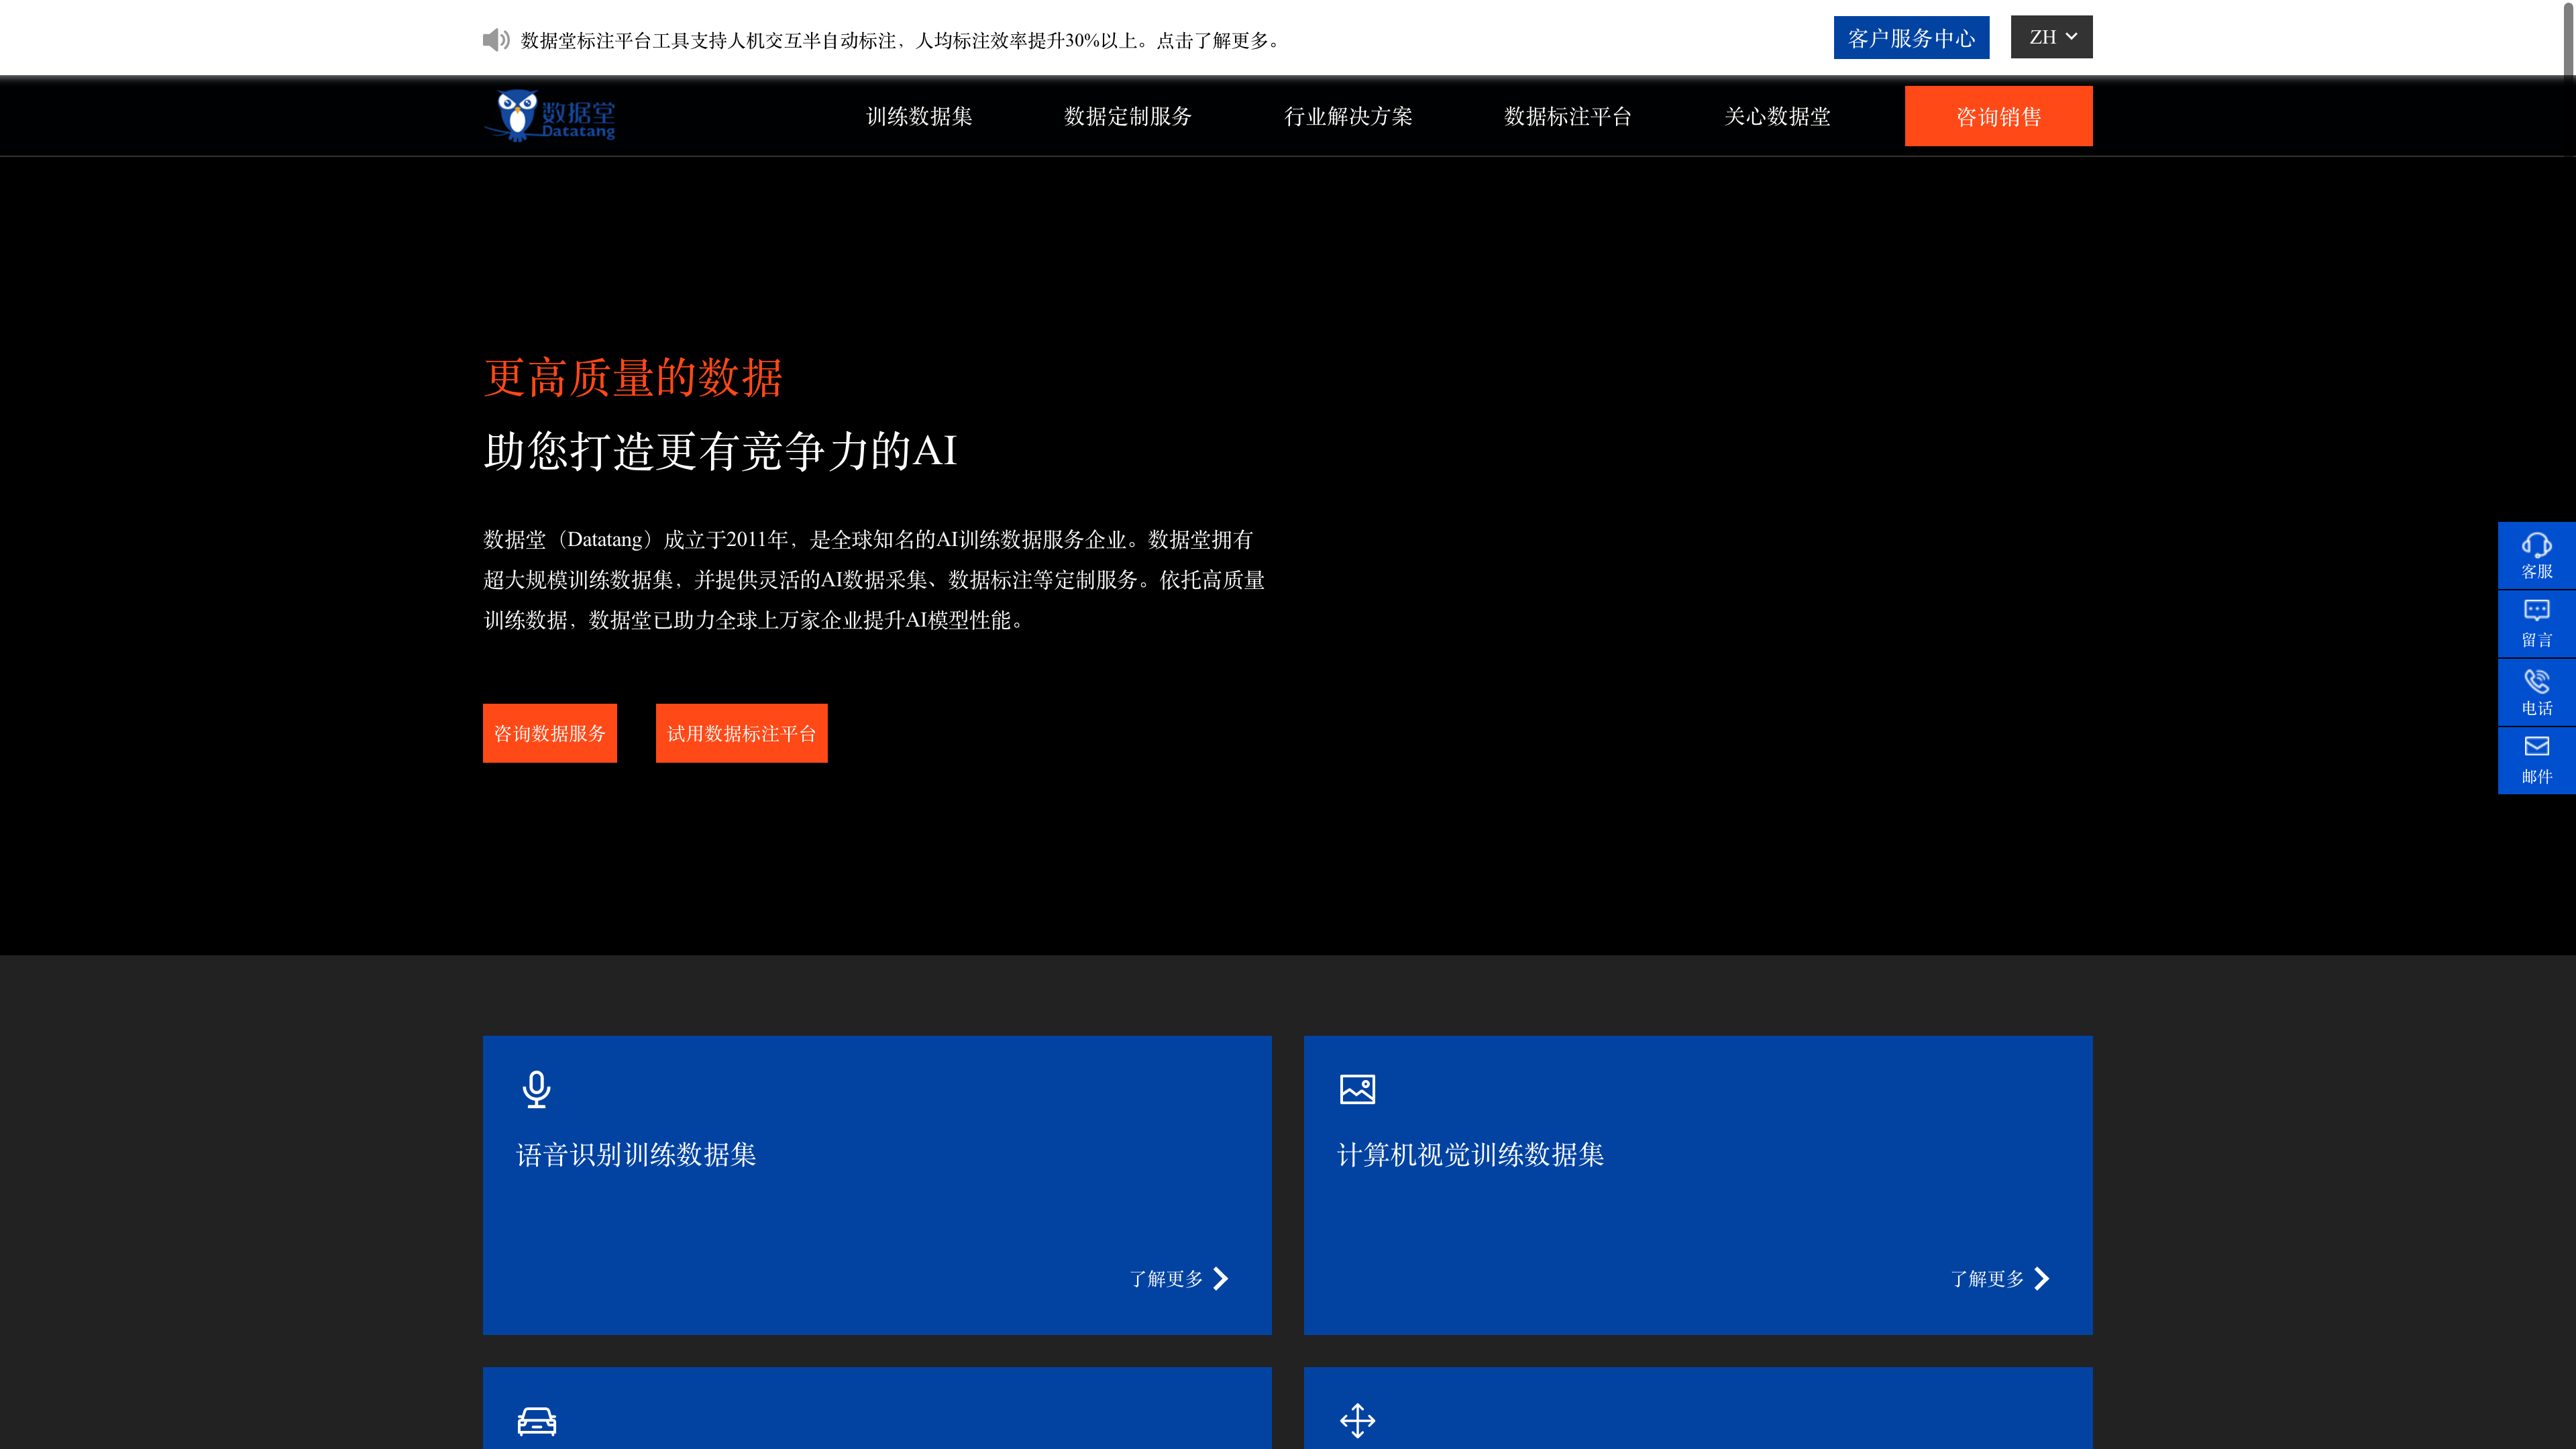 数据堂标注平台工具支持人机交互半自动标注，人均标注效率提升30%以上。点击了解更多。
客户服务中心
ZH
数据堂
Datatang
训练数据集
数据定制服务
行业解决方案
数据标注平台
关心数据堂
咨询销售
更高质量的数据
助您打造更有竞争力的AI
数据堂（Datatang）成立于2011年，是全球知名的AI训练数据服务企业。数据堂拥有
超大规模训练数据集，并提供灵活的AI数据采集、数据标注等定制服务。依托高质量
训练数据，数据堂已助力全球上万家企业提升AI模型性能。
咨询数据服务
试用数据标注平台
客服
留言
电话
邮件
语音识别训练数据集
了解更多
计算机视觉训练数据集
了解更多